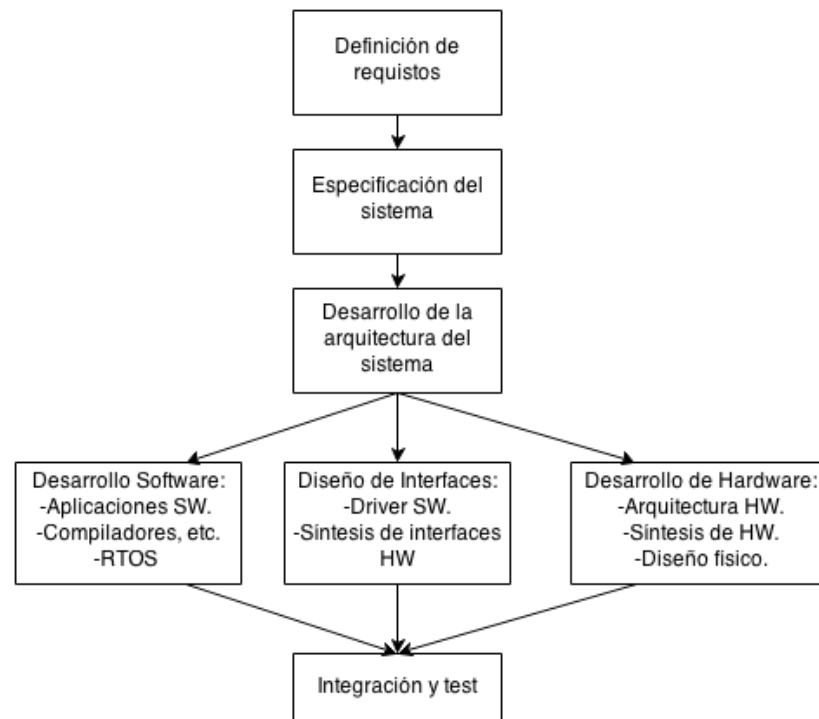 Definición de
requistos
Especificación del
sistema
Desarrollo de la
arquitectura del
sistema
Desarrollo Software:
-Aplicaciones SW.
-Compiladores, etc.
-RTOS
Diseño de Interfaces:
-Driver SW.
-Síntesis de interfaces
HW
Desarrollo de Hardware:
-Arquitectura HW.
-Síntesis de HW.
-Diseño físico.
Integración y test